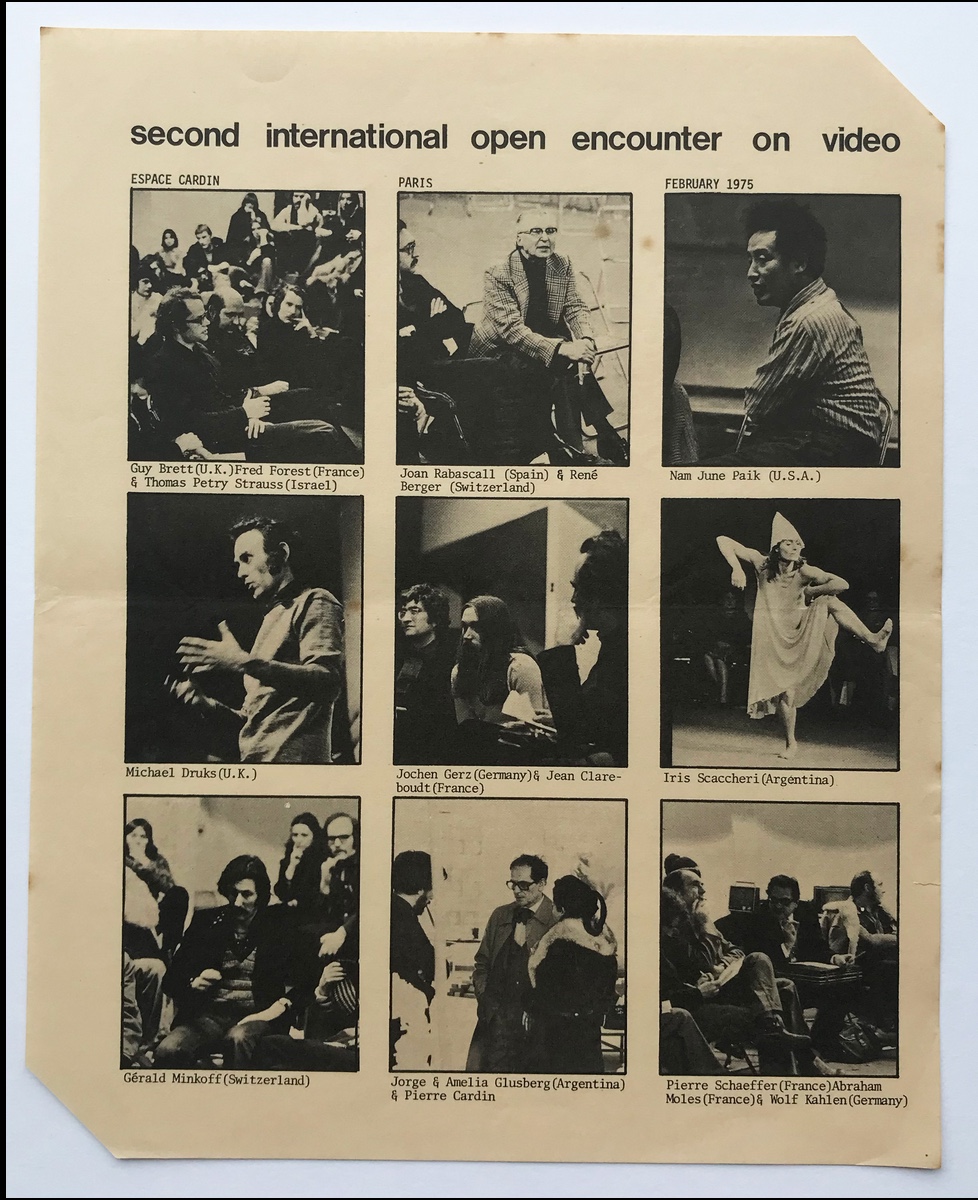 second international open encounter on video
ESPACE CARDIN
PARIS
FEBRUARY 1975
Guy Brett(U.K.)Fred Forest(France)
& Thomas Petry Strauss(Israel)
Joan Rabascall (Spain) & René
Berger (Switzerland)
Nam June Paik (U.S.A.)
Michael Druks(U.K.)
Jochen Gerz(Germany)& Jean Clare-
boudt(France)
Iris Scaccheri(Argentina)
Gérald Minkoff(Switzerland)
Jorge & Amelia Glusberg(Argentina)
& Pierre Cardin
Pierre Schaeffer(France)Abraham
Moles(France)& Wolf Kahlen(Germany)